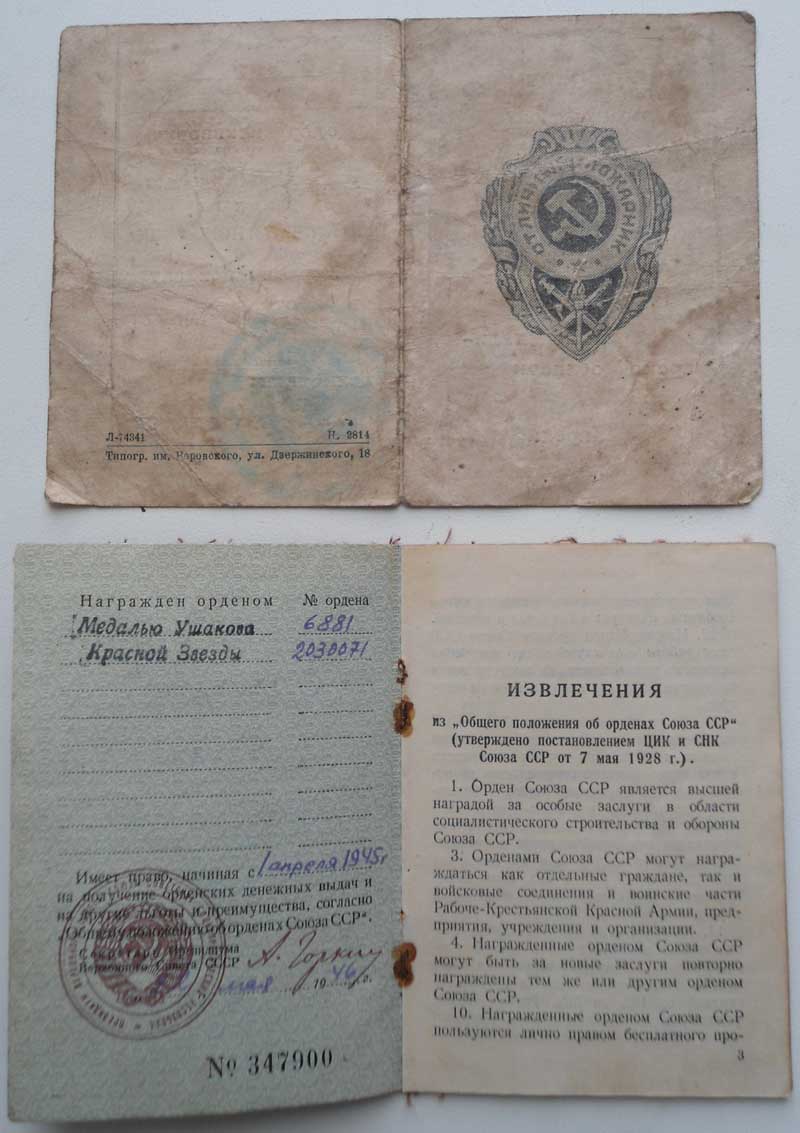 ОТЛИЧНЫЙ ПОЖАРНИК
Л-74341 Н. 2814
Типогр. им. Воровского, ул. Дзержинского, 18
Награжден орденом № ордена
Медалью Ушакова 6881
Красной Звезды 2030071
Имеет право, начиная с 1 апреля 1945 г
на получение орденских денежных выдач и
на другие льготы и преимущества, согласно
„Общему положению об орденах Союза ССР“.
Секретарь Президиума
Верховного Совета СССР А. Горкин
мая 1946 г.
№ 347900
ИЗВЛЕЧЕНИЯ
из „Общего положения об орденах Союза ССР“
(утверждено постановлением ЦИК и СНК
Союза ССР от 7 мая 1928 г.).
1. Орден Союза ССР является высшей
наградой за особые заслуги в области
социалистического строительства и обороны
Союза ССР.
3. Орденами Союза ССР могут награ-
ждаться как отдельные граждане, так и
войсковые соединения и воинские части
Рабоче-Крестьянской Красной Армии, пред-
приятия, учреждения и организации.
4. Награжденные орденом Союза ССР
могут быть за новые заслуги повторно
награждены тем же или другим орденом
Союза ССР.
10. Награжденные орденом Союза ССР
пользуются лично правом бесплатного про-
3